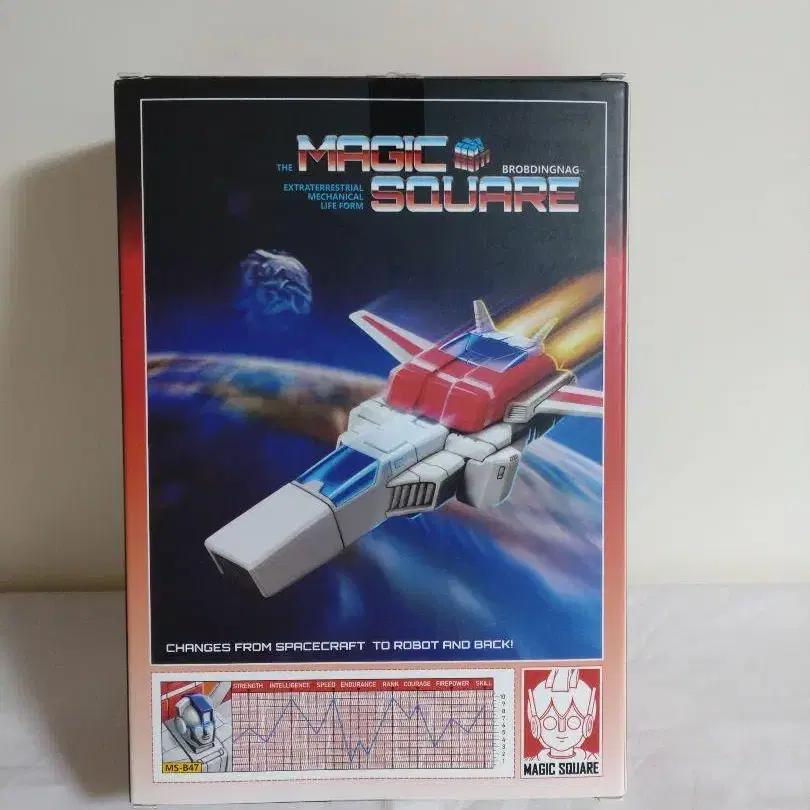 THE MAGIC
BROBDINGNAG
EXTRATERRESTRIAL
MECHANICAL
LIFE FORM
SQUARE
CHANGES FROM SPACECRAFT TO ROBOT AND BACK!
STRENGTH INTELLIGENCE SPEED ENDURANCE RANK COURAGE FIREPOWER SKILL
MS-B47
MAGIC SQUARE